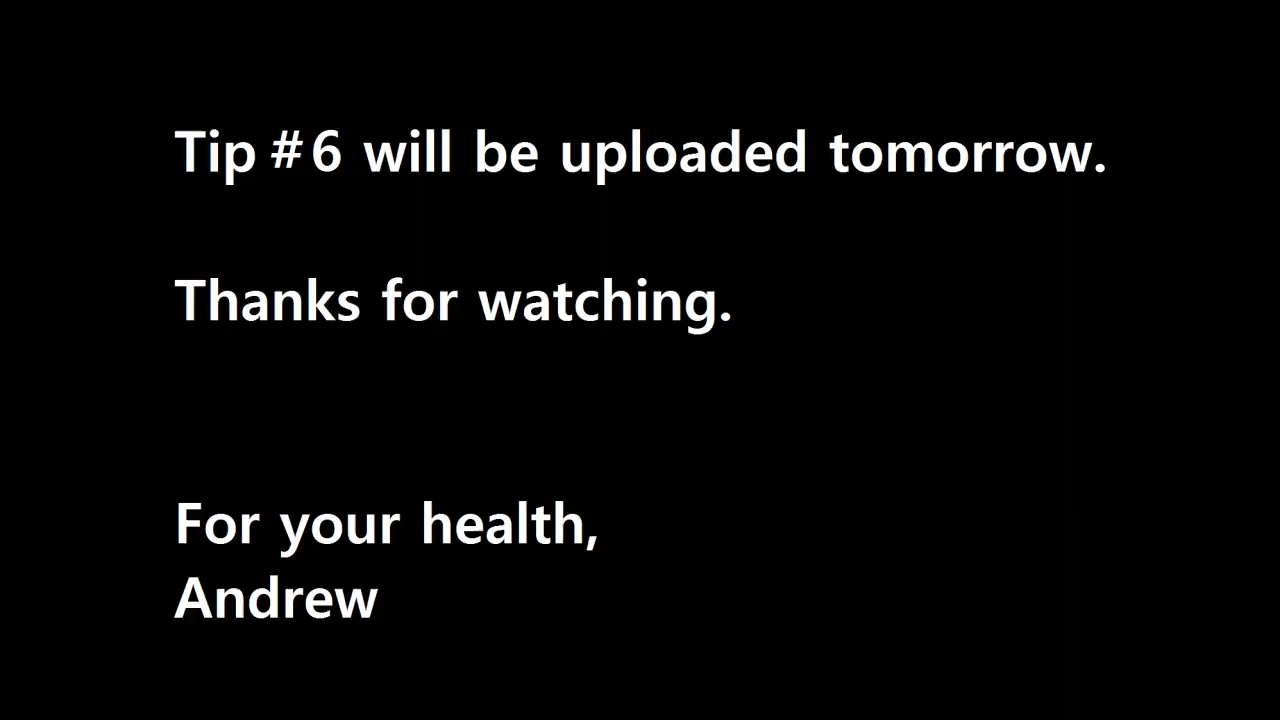 Tip #6 will be uploaded tomorrow.
Thanks for watching.
For your health,
Andrew